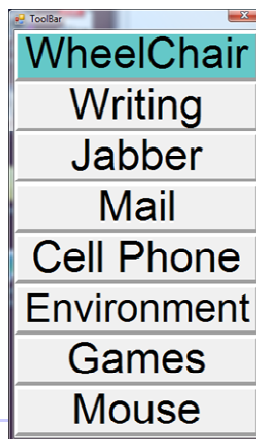 ToolBar
WheelChair
Writing
Jabber
Mail
Cell Phone
Environment
Games
Mouse